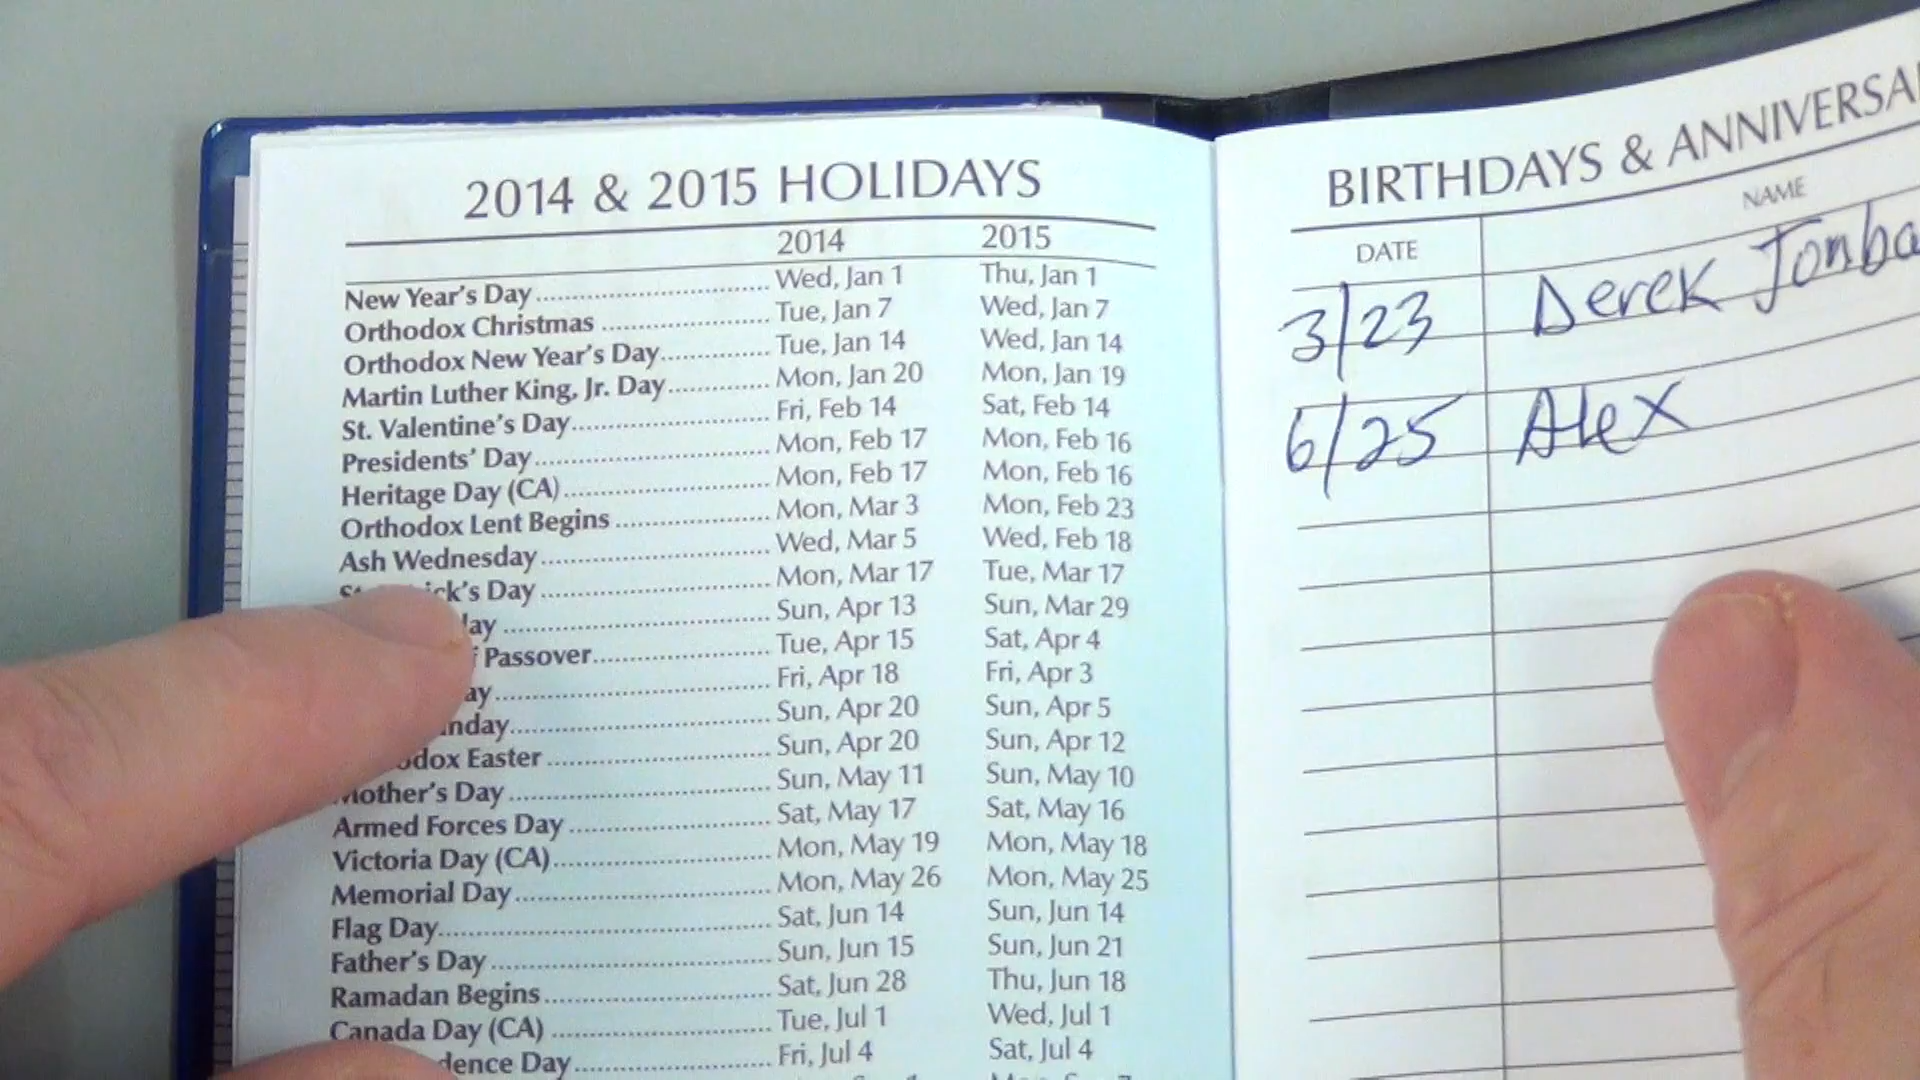 2014 & 2015 HOLIDAYS
2014 2015
New Year's Day Wed, Jan 1 Thu, Jan 1
Orthodox Christmas Tue, Jan 7 Wed, Jan 7
Orthodox New Year's Day Tue, Jan 14 Wed, Jan 14
Martin Luther King, Jr. Day Mon, Jan 20 Mon, Jan 19
St. Valentine's Day Fri, Feb 14 Sat, Feb 14
Presidents' Day Mon, Feb 17 Mon, Feb 16
Heritage Day (CA) Mon, Feb 17 Mon, Feb 16
Orthodox Lent Begins Mon, Mar 3 Mon, Feb 23
Ash Wednesday Wed, Mar 5 Wed, Feb 18
Day Mon, Mar 17 Tue, Mar 17
Sun, Apr 13 Sun, Mar 29
Passover Tue, Apr 15 Sat, Apr 4
Fri, Apr 18 Fri, Apr 3
Sun, Apr 20 Sun, Apr 5
Easter Sun, Apr 20 Sun, Apr 12
Mother's Day Sun, May 11 Sun, May 10
Armed Forces Day Sat, May 17 Sat, May 16
Victoria Day (CA) Mon, May 19 Mon, May 18
Memorial Day Mon, May 26 Mon, May 25
Flag Day Sat, Jun 14 Sun, Jun 14
Father's Day Sun, Jun 15 Sun, Jun 21
Ramadan Begins Sat, Jun 28 Thu, Jun 18
Canada Day (CA) Tue, Jul 1 Wed, Jul 1
Day Fri, Jul 4 Sat, Jul 4
BIRTHDAYS &
DATE NAME
3/23 Derek
6/25 Alex